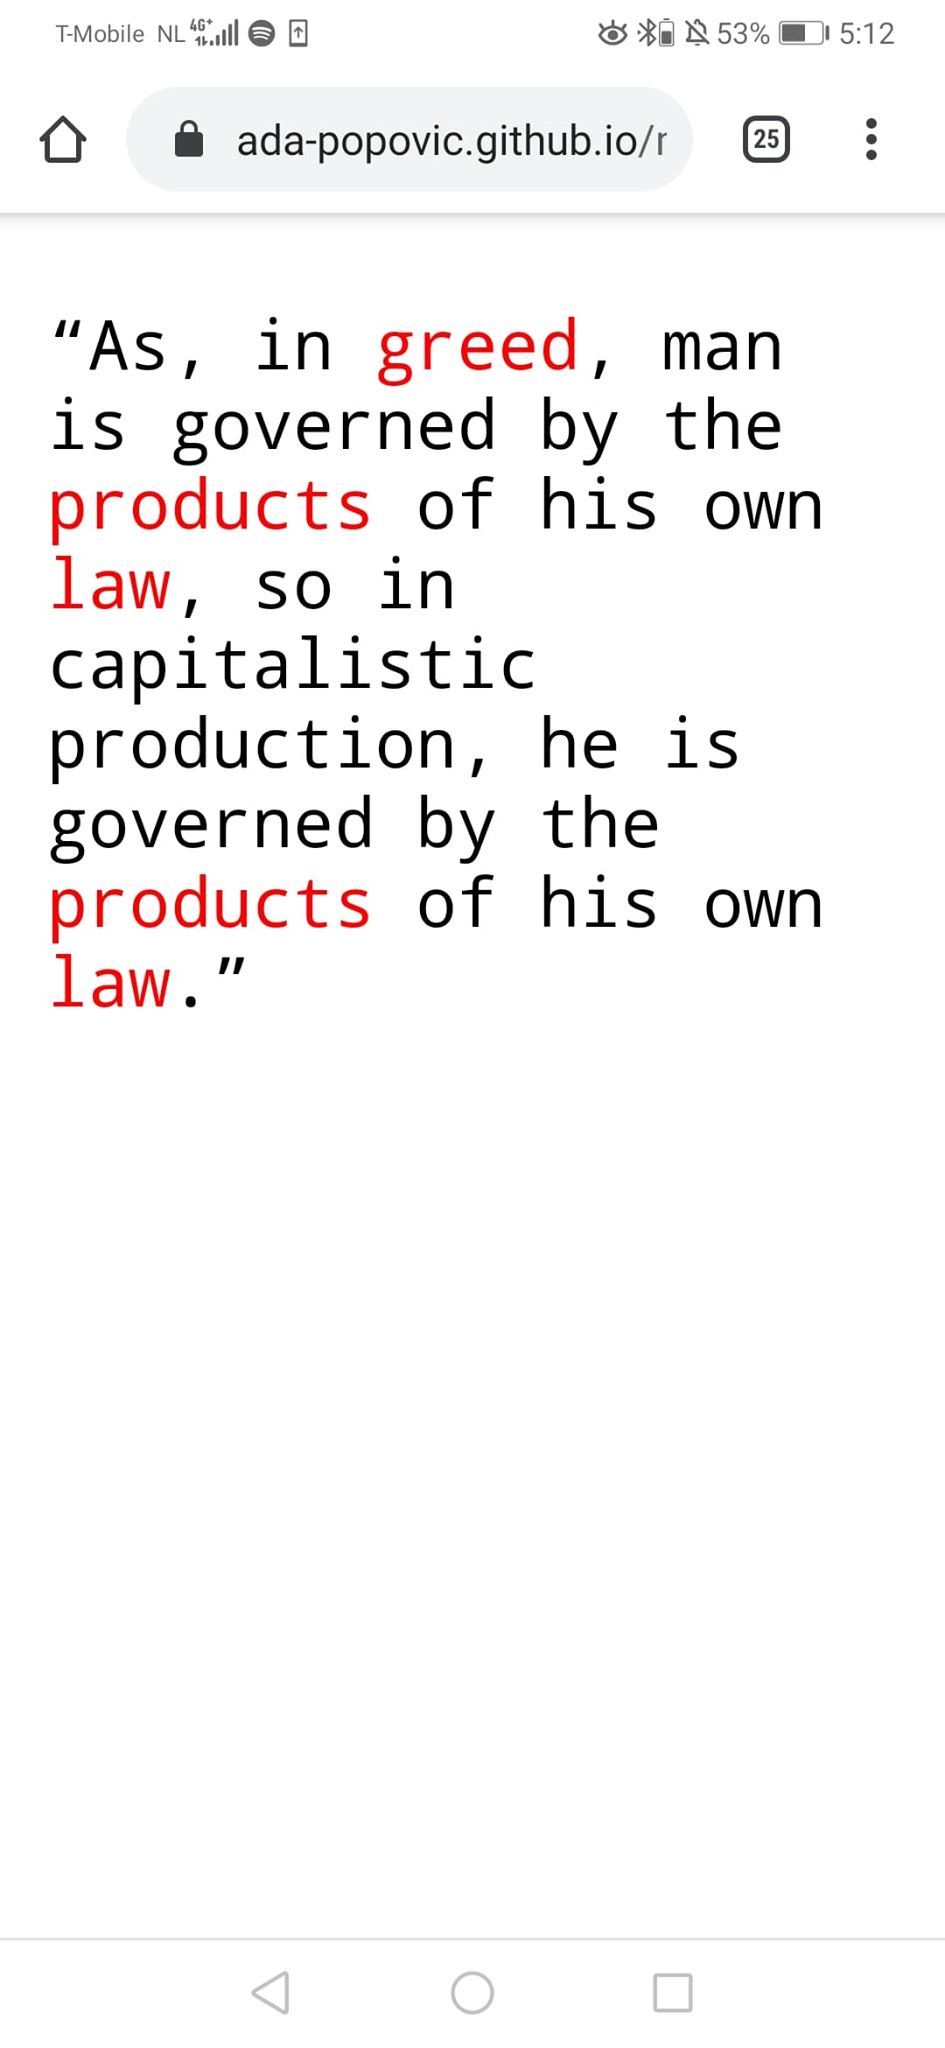 T-Mobile NL 4G+ 53% 5:12
ada-popovic.github.io/r 25
“As, in greed, man
is governed by the
products of his own
law, so in
capitalistic
production, he is
governed by the
products of his own
law.”